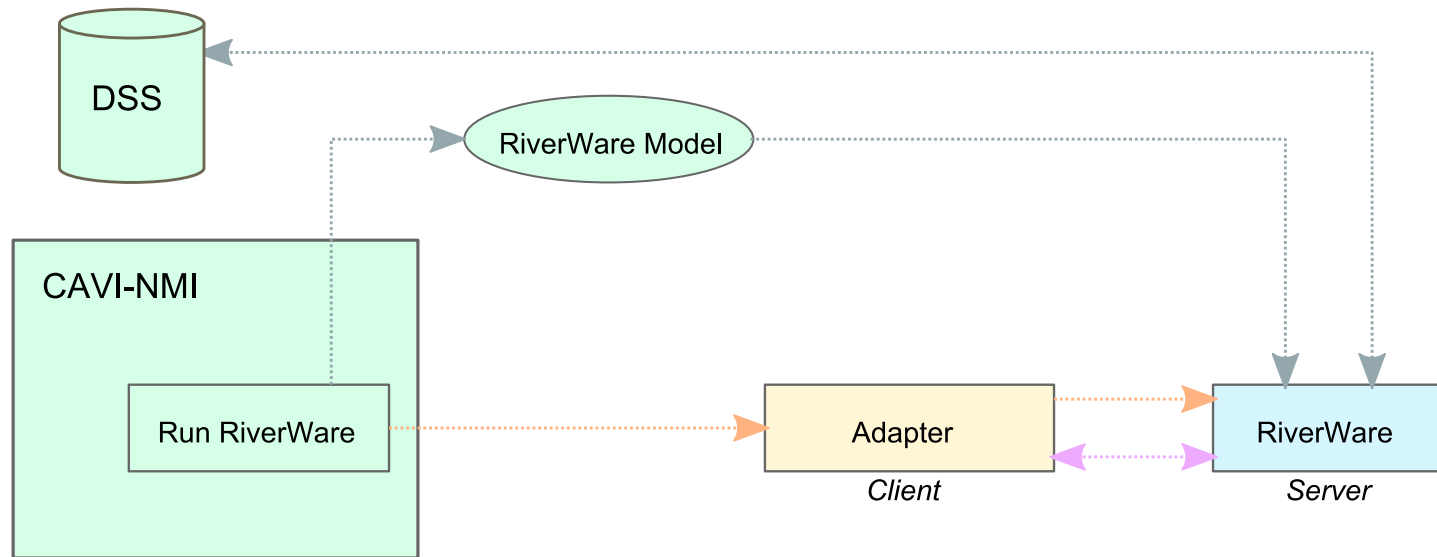 DSS
RiverWare Model
CAVI-NMI
Run RiverWare
Adapter
RiverWare
Client
Server